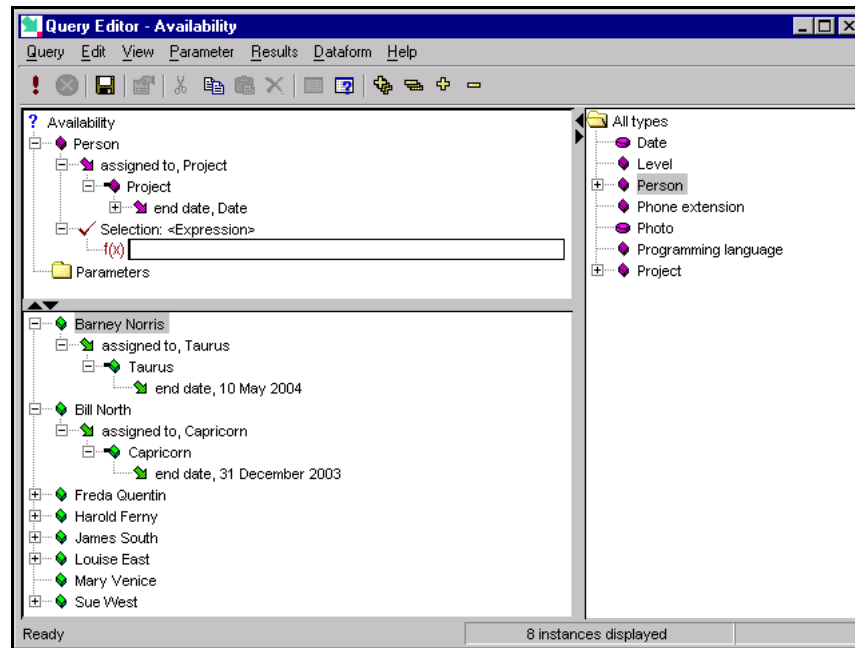 Query Editor - Availability
Query Edit View Parameter Results Dataform Help
? Availability
Person
assigned to, Project
Project
end date, Date
Selection: <Expression>
f(x)
Parameters
All types
Date
Level
Person
Phone extension
Photo
Programming language
Project
Barney Norris
assigned to, Taurus
Taurus
end date, 10 May 2004
Bill North
assigned to, Capricorn
Capricorn
end date, 31 December 2003
Freda Quentin
Harold Ferny
James South
Louise East
Mary Venice
Sue West
Ready
8 instances displayed